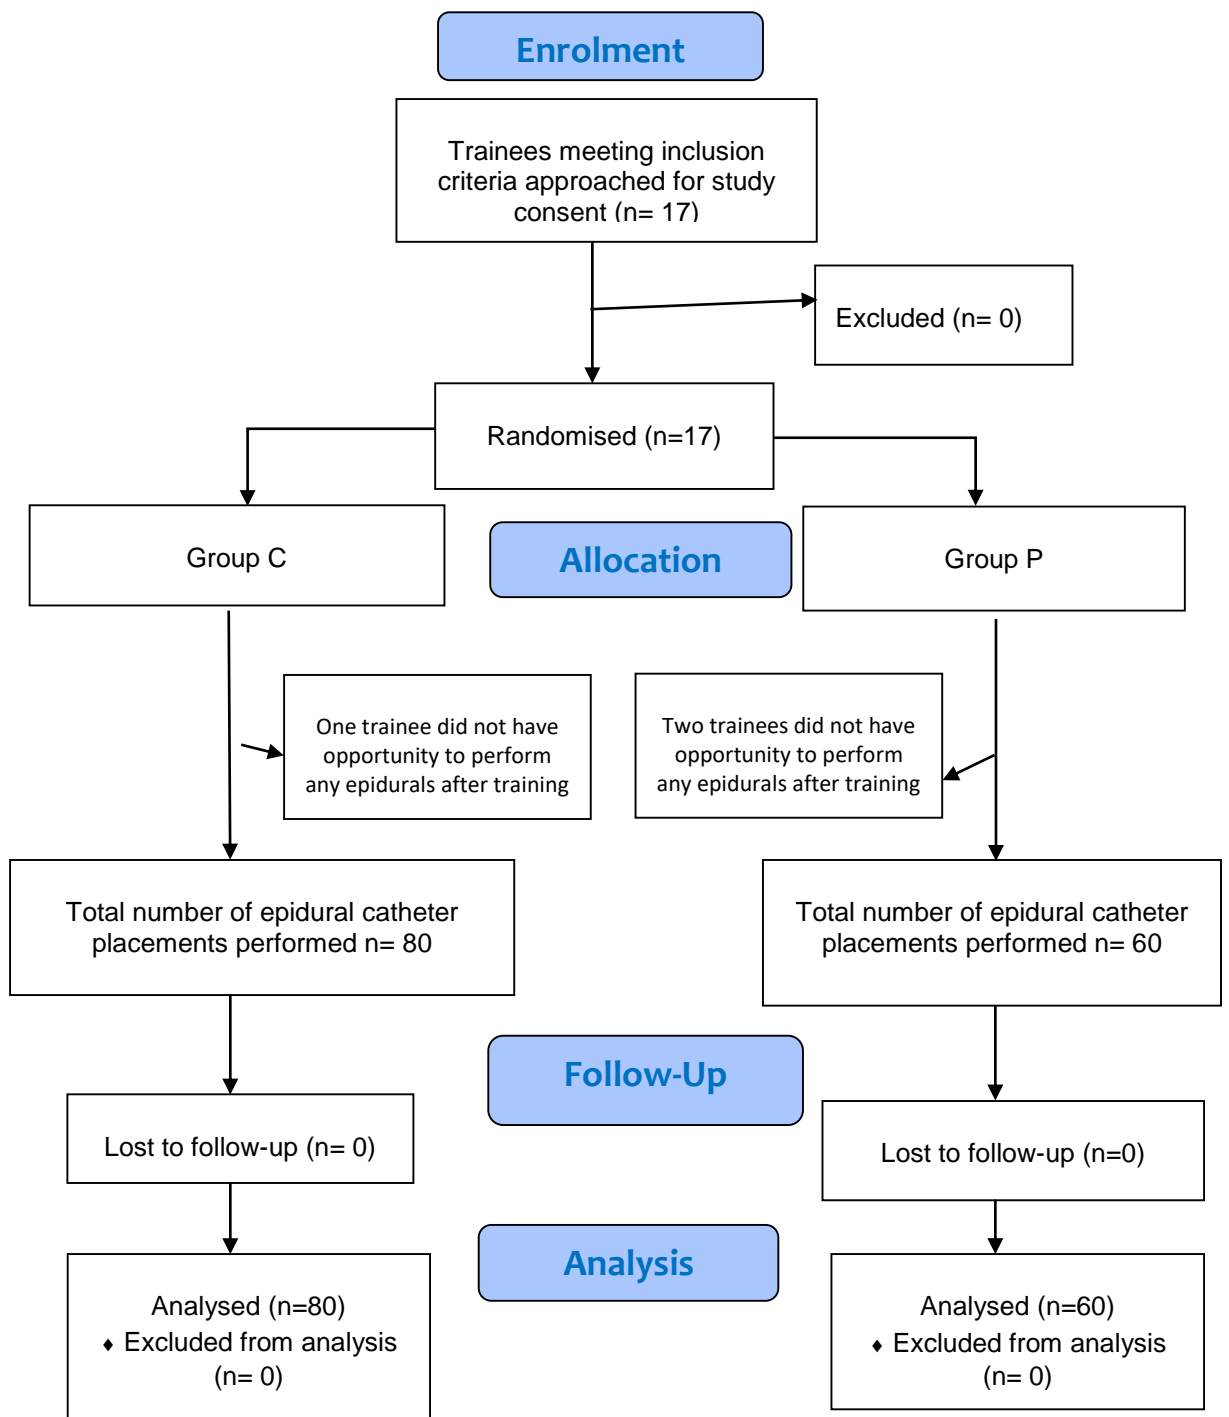 Enrolment
Trainees meeting inclusion
criteria approached for study
consent (n= 17)
Excluded (n= 0)
Randomised (n=17)
Group C
Allocation
Group P
One trainee did not have
opportunity to perform
any epidurals after training
Two trainees did not have
opportunity to perform
any epidurals after training
Total number of epidural catheter
placements performed n= 80
Total number of epidural catheter
placements performed n= 60
Follow-Up
Lost to follow-up (n= 0)
Lost to follow-up (n=0)
Analysis
Analysed (n=80)
♦ Excluded from analysis
(n= 0)
Analysed (n=60)
♦ Excluded from analysis
(n= 0)